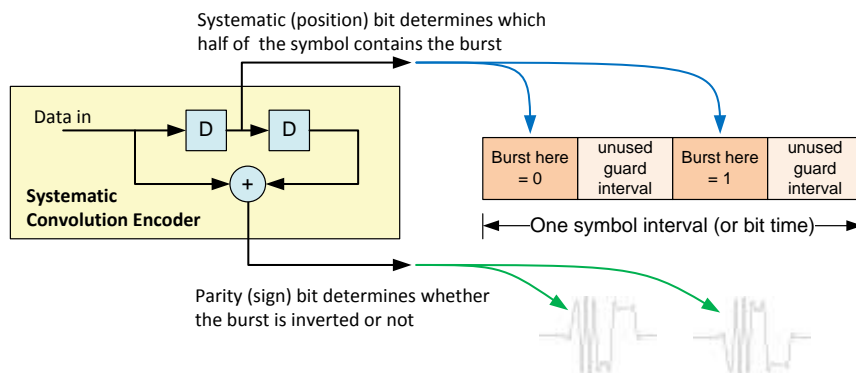 Systematic (position) bit determines which
half of  the symbol contains the burst
Data in
D
D
+
Systematic
Convolution Encoder
Burst here
= 0
unused
guard
interval
Burst here
= 1
unused
guard
interval
One symbol interval (or bit time)
Parity (sign) bit determines whether
the burst is inverted or not